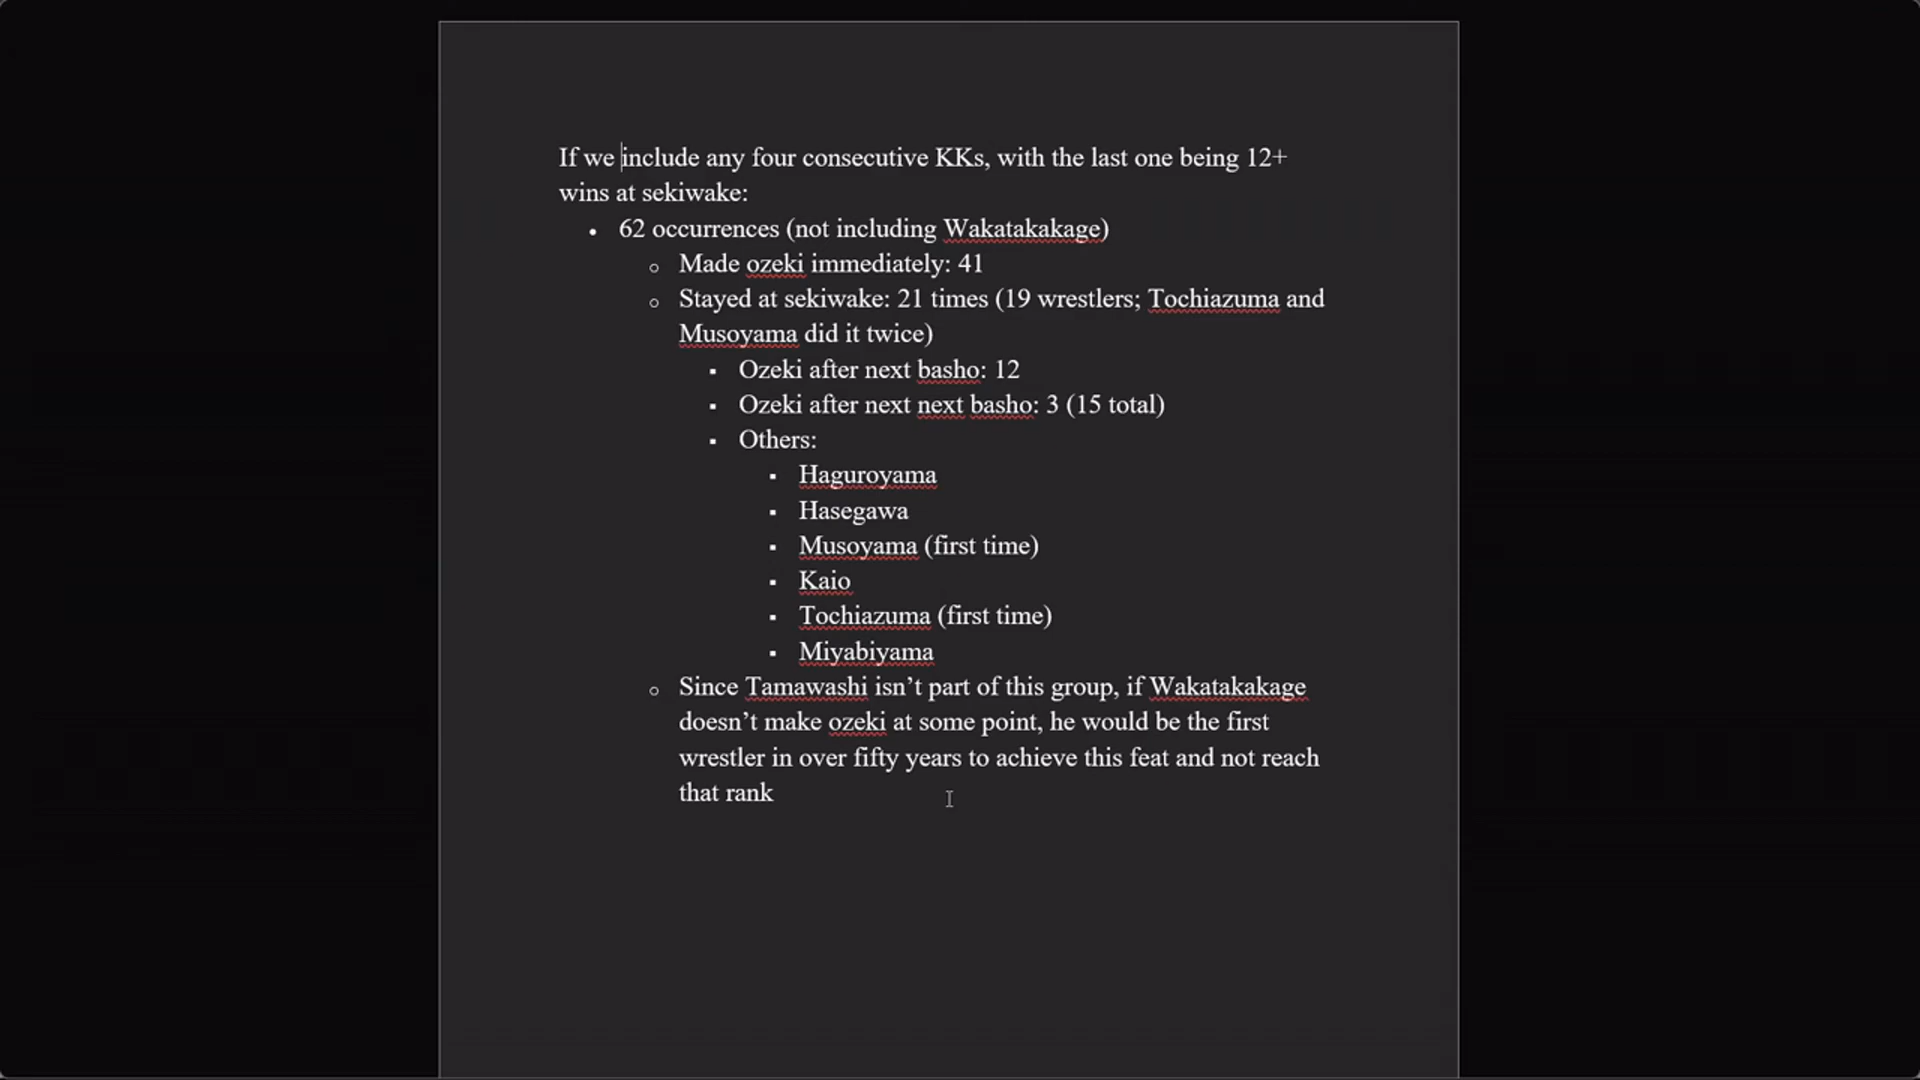 If we include any four consecutive KKs, with the last one being 12+
wins at sekiwake:
• 62 occurrences (not including Wakatakakage)
o Made ozeki immediately: 41
o Stayed at sekiwake: 21 times (19 wrestlers; Tochiazuma and
Musoyama did it twice)
▪ Ozeki after next basho: 12
▪ Ozeki after next next basho: 3 (15 total)
▪ Others:
▪ Haguroyama
▪ Hasegawa
▪ Musoyama (first time)
▪ Kaio
▪ Tochiazuma (first time)
▪ Miyabiyama
o Since Tamawashi isn’t part of this group, if Wakatakakage
doesn’t make ozeki at some point, he would be the first
wrestler in over fifty years to achieve this feat and not reach
that rank